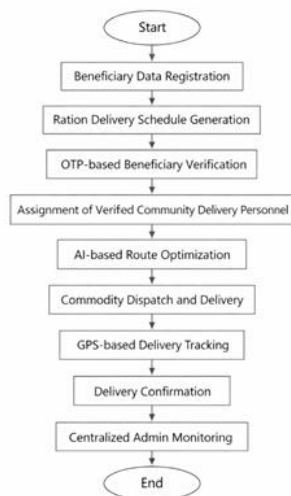 Start
Beneficiary Data Registration
Ration Delivery Schedule Generation
OTP-based Beneficiary Verification
Assignment of Verifed Community Delivery Personnel
AI-based Route Optimization
Commodity Dispatch and Delivery
GPS-based Delivery Tracking
Delivery Confirmation
Centralized Admin Monitoring
End